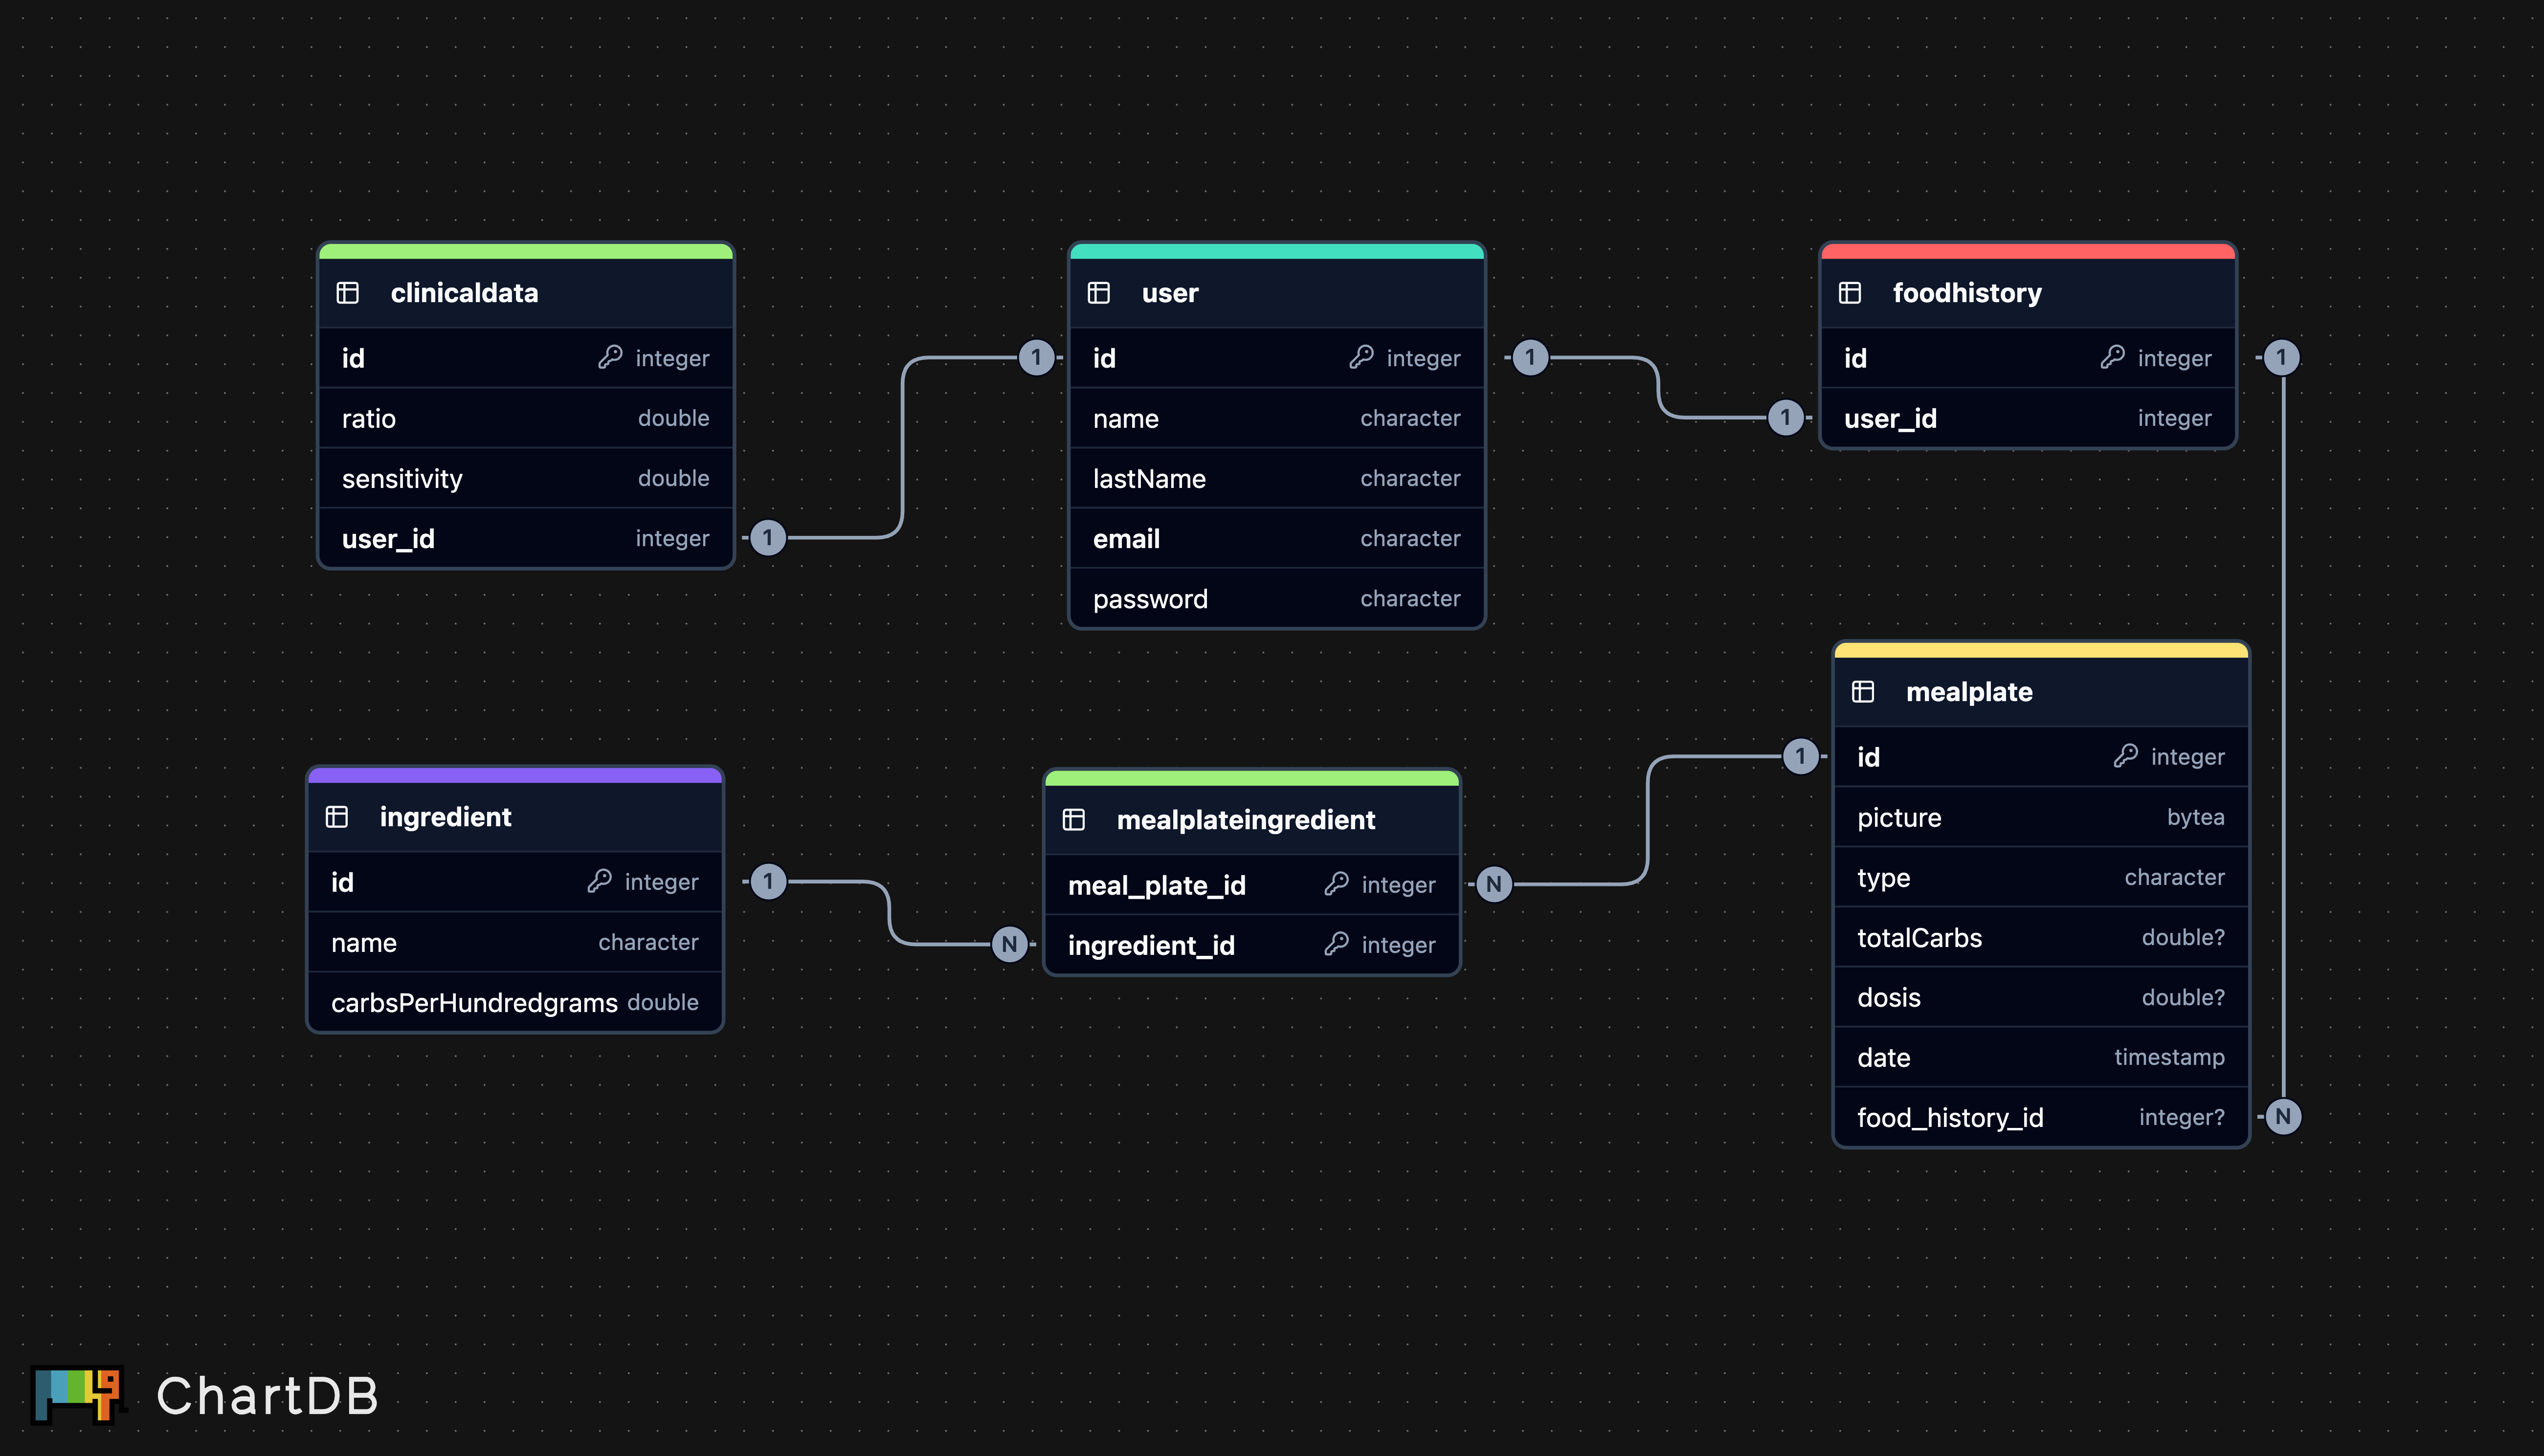 clinicaldata
id integer
ratio double
sensitivity double
user_id integer
1
1
user
id integer
name character
lastName character
email character
password character
1
1
foodhistory
id integer
user_id integer
1
N
ingredient
id integer
name character
carbsPerHundredgrams double
1
N
mealplateingredient
meal_plate_id integer
ingredient_id integer
N
1
mealplate
id integer
picture bytea
type character
totalCarbs double?
dosis double?
date timestamp
food_history_id integer?
ChartDB